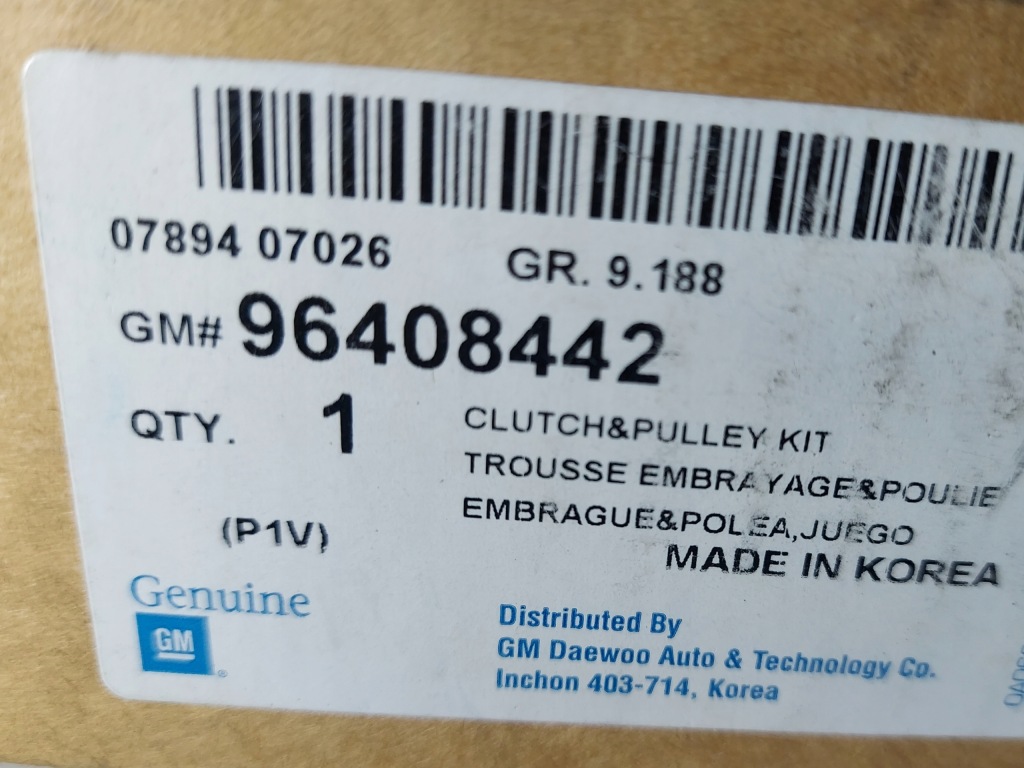 07894 07026 GR. 9.188
GM# 96408442
QTY. 1 CLUTCH&PULLEY KIT
TROUSSE EMBRAYAGE&POULIE
EMBRAGUE&POLEA,JUEGO
(P1V) MADE IN KOREA
Genuine
GM
Distributed By
GM Daewoo Auto & Technology Co.
Inchon 403-714, Korea